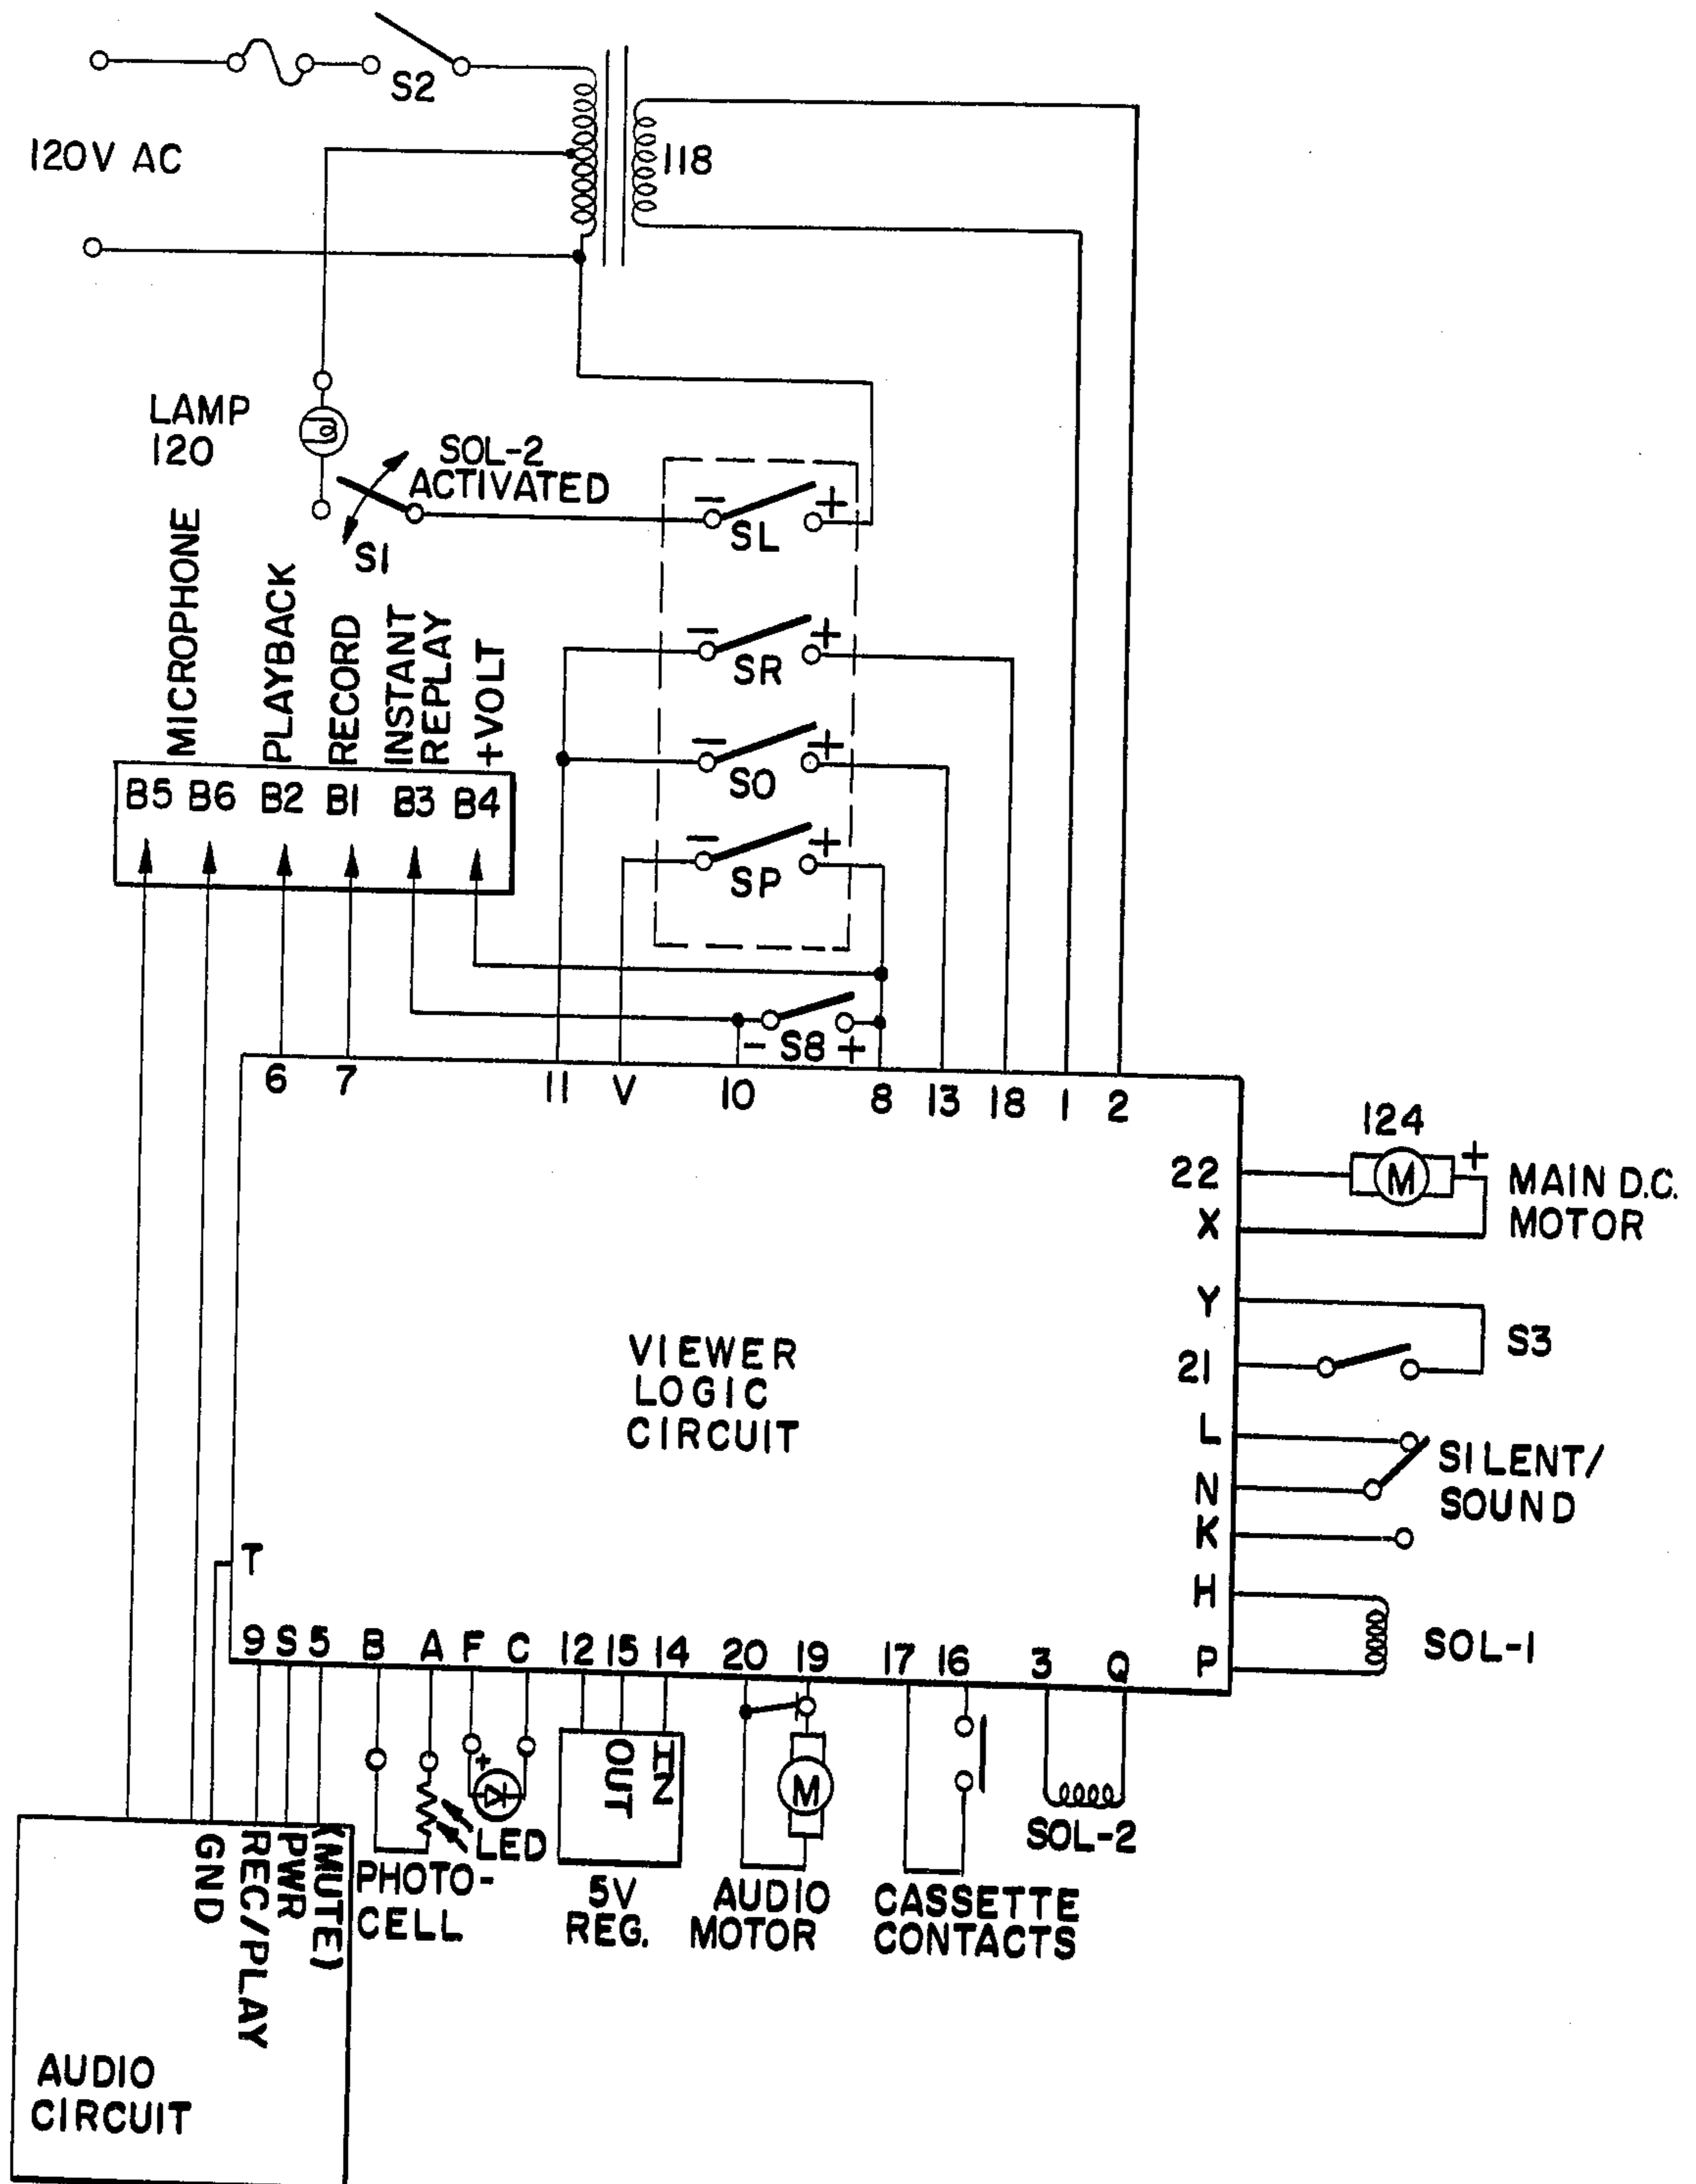 S2
120V AC
118
LAMP
120
SOL-2
ACTIVATED
S1
- +
SL
- +
SR
- +
SO
- +
SP
MICROPHONE
PLAYBACK
RECORD
INSTANT
REPLAY
+VOLT
B5 B6 B2 B1 B3 B4
- S8 +
6 7 11 V 10 8 13 18 1 2
124
22
+
MAIN D.C.
MOTOR
X
Y
S3
21
VIEWER
LOGIC
CIRCUIT
L
SILENT/
SOUND
N
K
H
SOL-1
P
T
9 S 5 B A F C 12 15 14 20 19 17 16 3 Q
M
+
OUT
HZ
M
LED
SOL-2
PHOTO-
CELL
5V
REG.
AUDIO
MOTOR
CASSETTE
CONTACTS
GND
REC/PLAY
PWR
(MUTE)
AUDIO
CIRCUIT